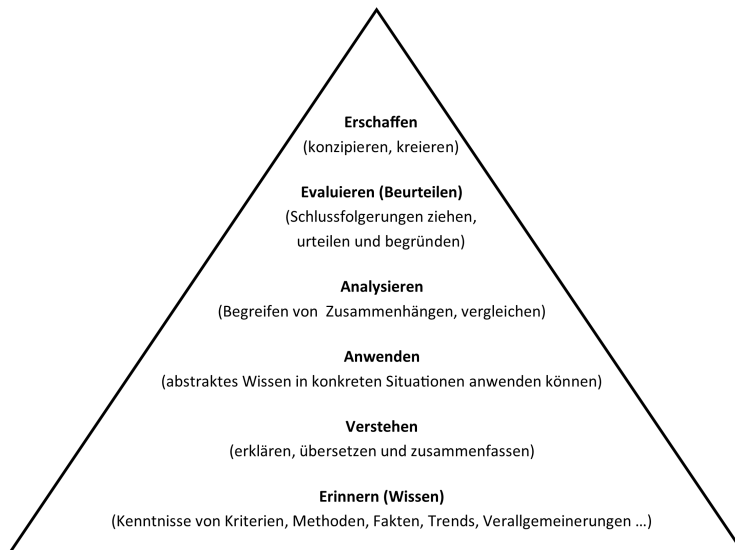 Erschaffen
(konzipieren, kreieren)
Evaluieren (Beurteilen)
(Schlussfolgerungen ziehen,
urteilen und begründen)
Analysieren
(Begreifen von  Zusammenhängen, vergleichen)
Anwenden
(abstraktes Wissen in konkreten Situationen anwenden können)
Verstehen
(erklären, übersetzen und zusammenfassen)
Erinnern (Wissen)
(Kenntnisse von Kriterien, Methoden, Fakten, Trends, Verallgemeinerungen …)